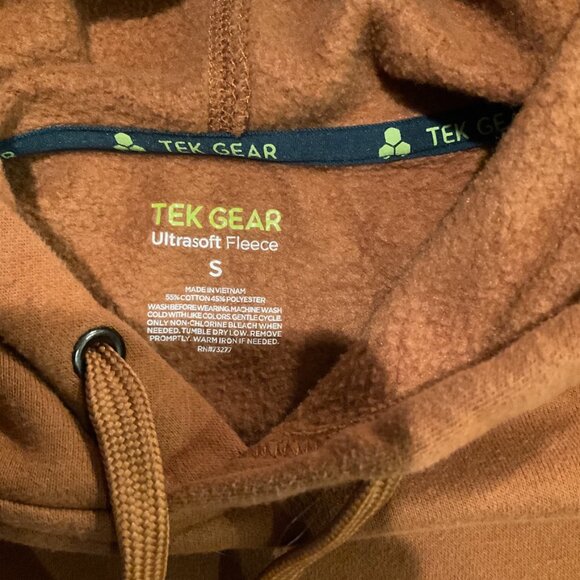 TEK GEAR
TEK GEAR
TEK GEAR
Ultrasoft Fleece
S
MADE IN VIETNAM
55% COTTON 45% POLYESTER
WASH BEFORE WEARING. MACHINE WASH
COLD WITH LIKE COLORS. GENTLE CYCLE.
ONLY NON-CHLORINE BLEACH WHEN
NEEDED. TUMBLE DRY LOW. REMOVE
PROMPTLY. WARM IRON IF NEEDED.
RN#73277